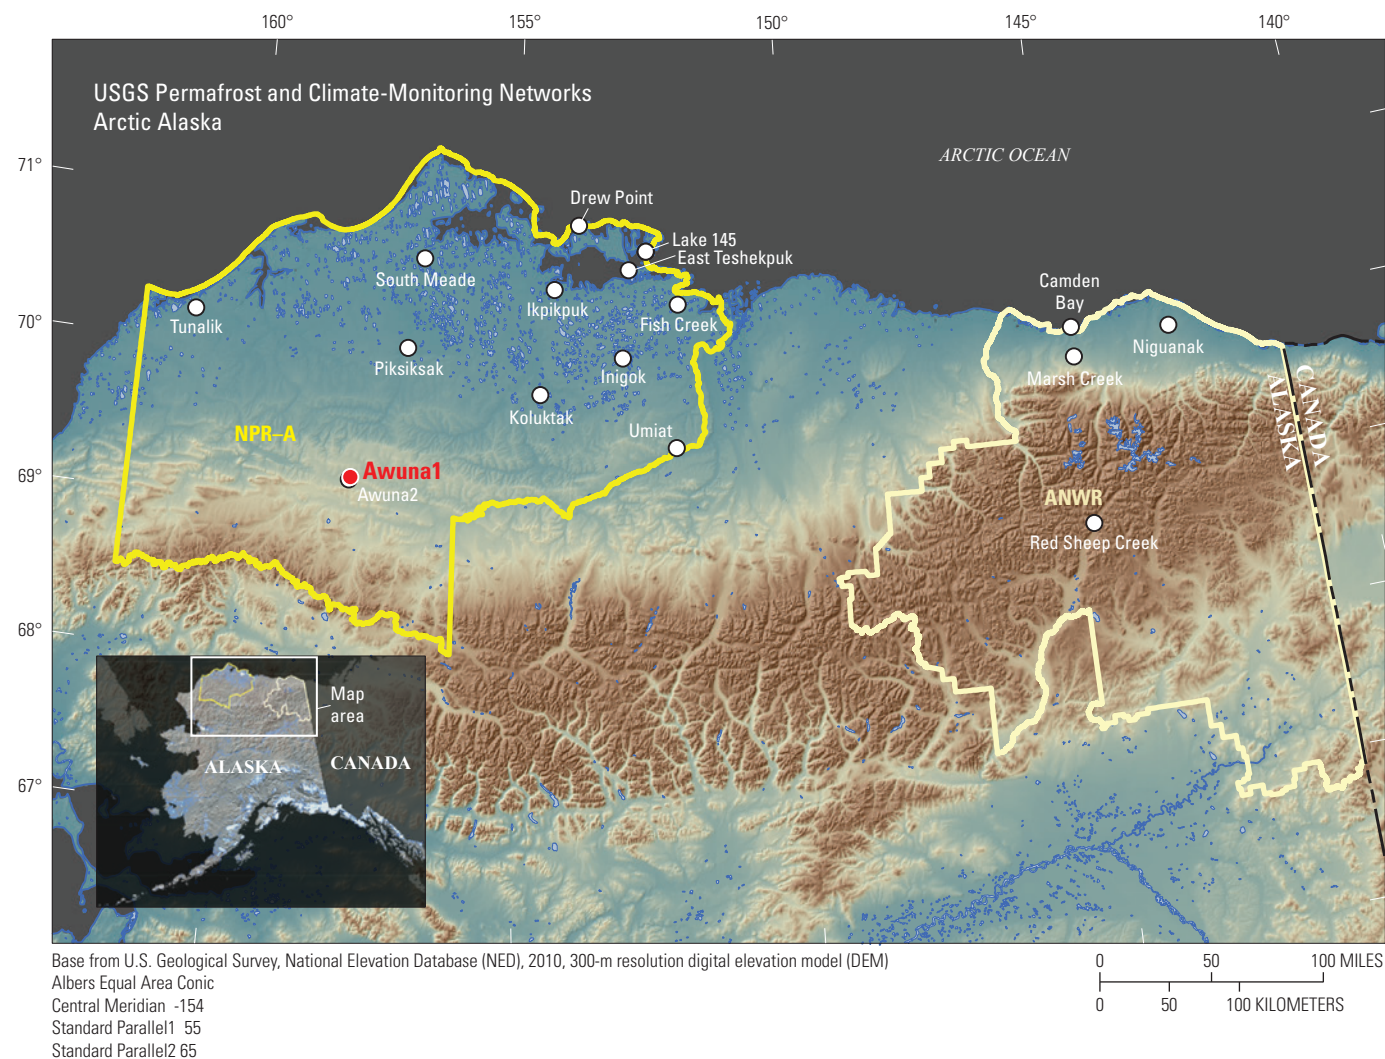 160°
155°
150°
145°
140°
USGS Permafrost and Climate-Monitoring Networks
Arctic Alaska
ARCTIC OCEAN
71°
Drew Point
Lake 145
East Teshekpuk
South Meade
Ikpikpuk
Camden
Bay
70°
Tunalik
Fish Creek
Niguanak
Piksiksak
Inigok
Marsh Creek
Koluktak
CANADA
ALASKA
NPR–A
Umiat
69°
Awuna1
Awuna2
ANWR
Red Sheep Creek
68°
Map
area
ALASKA
CANADA
67°
Base from U.S. Geological Survey, National Elevation Database (NED), 2010, 300-m resolution digital elevation model (DEM)
Albers Equal Area Conic
Central Meridian -154
Standard Parallel1 55
Standard Parallel2 65
0 50 100 MILES
0 50 100 KILOMETERS